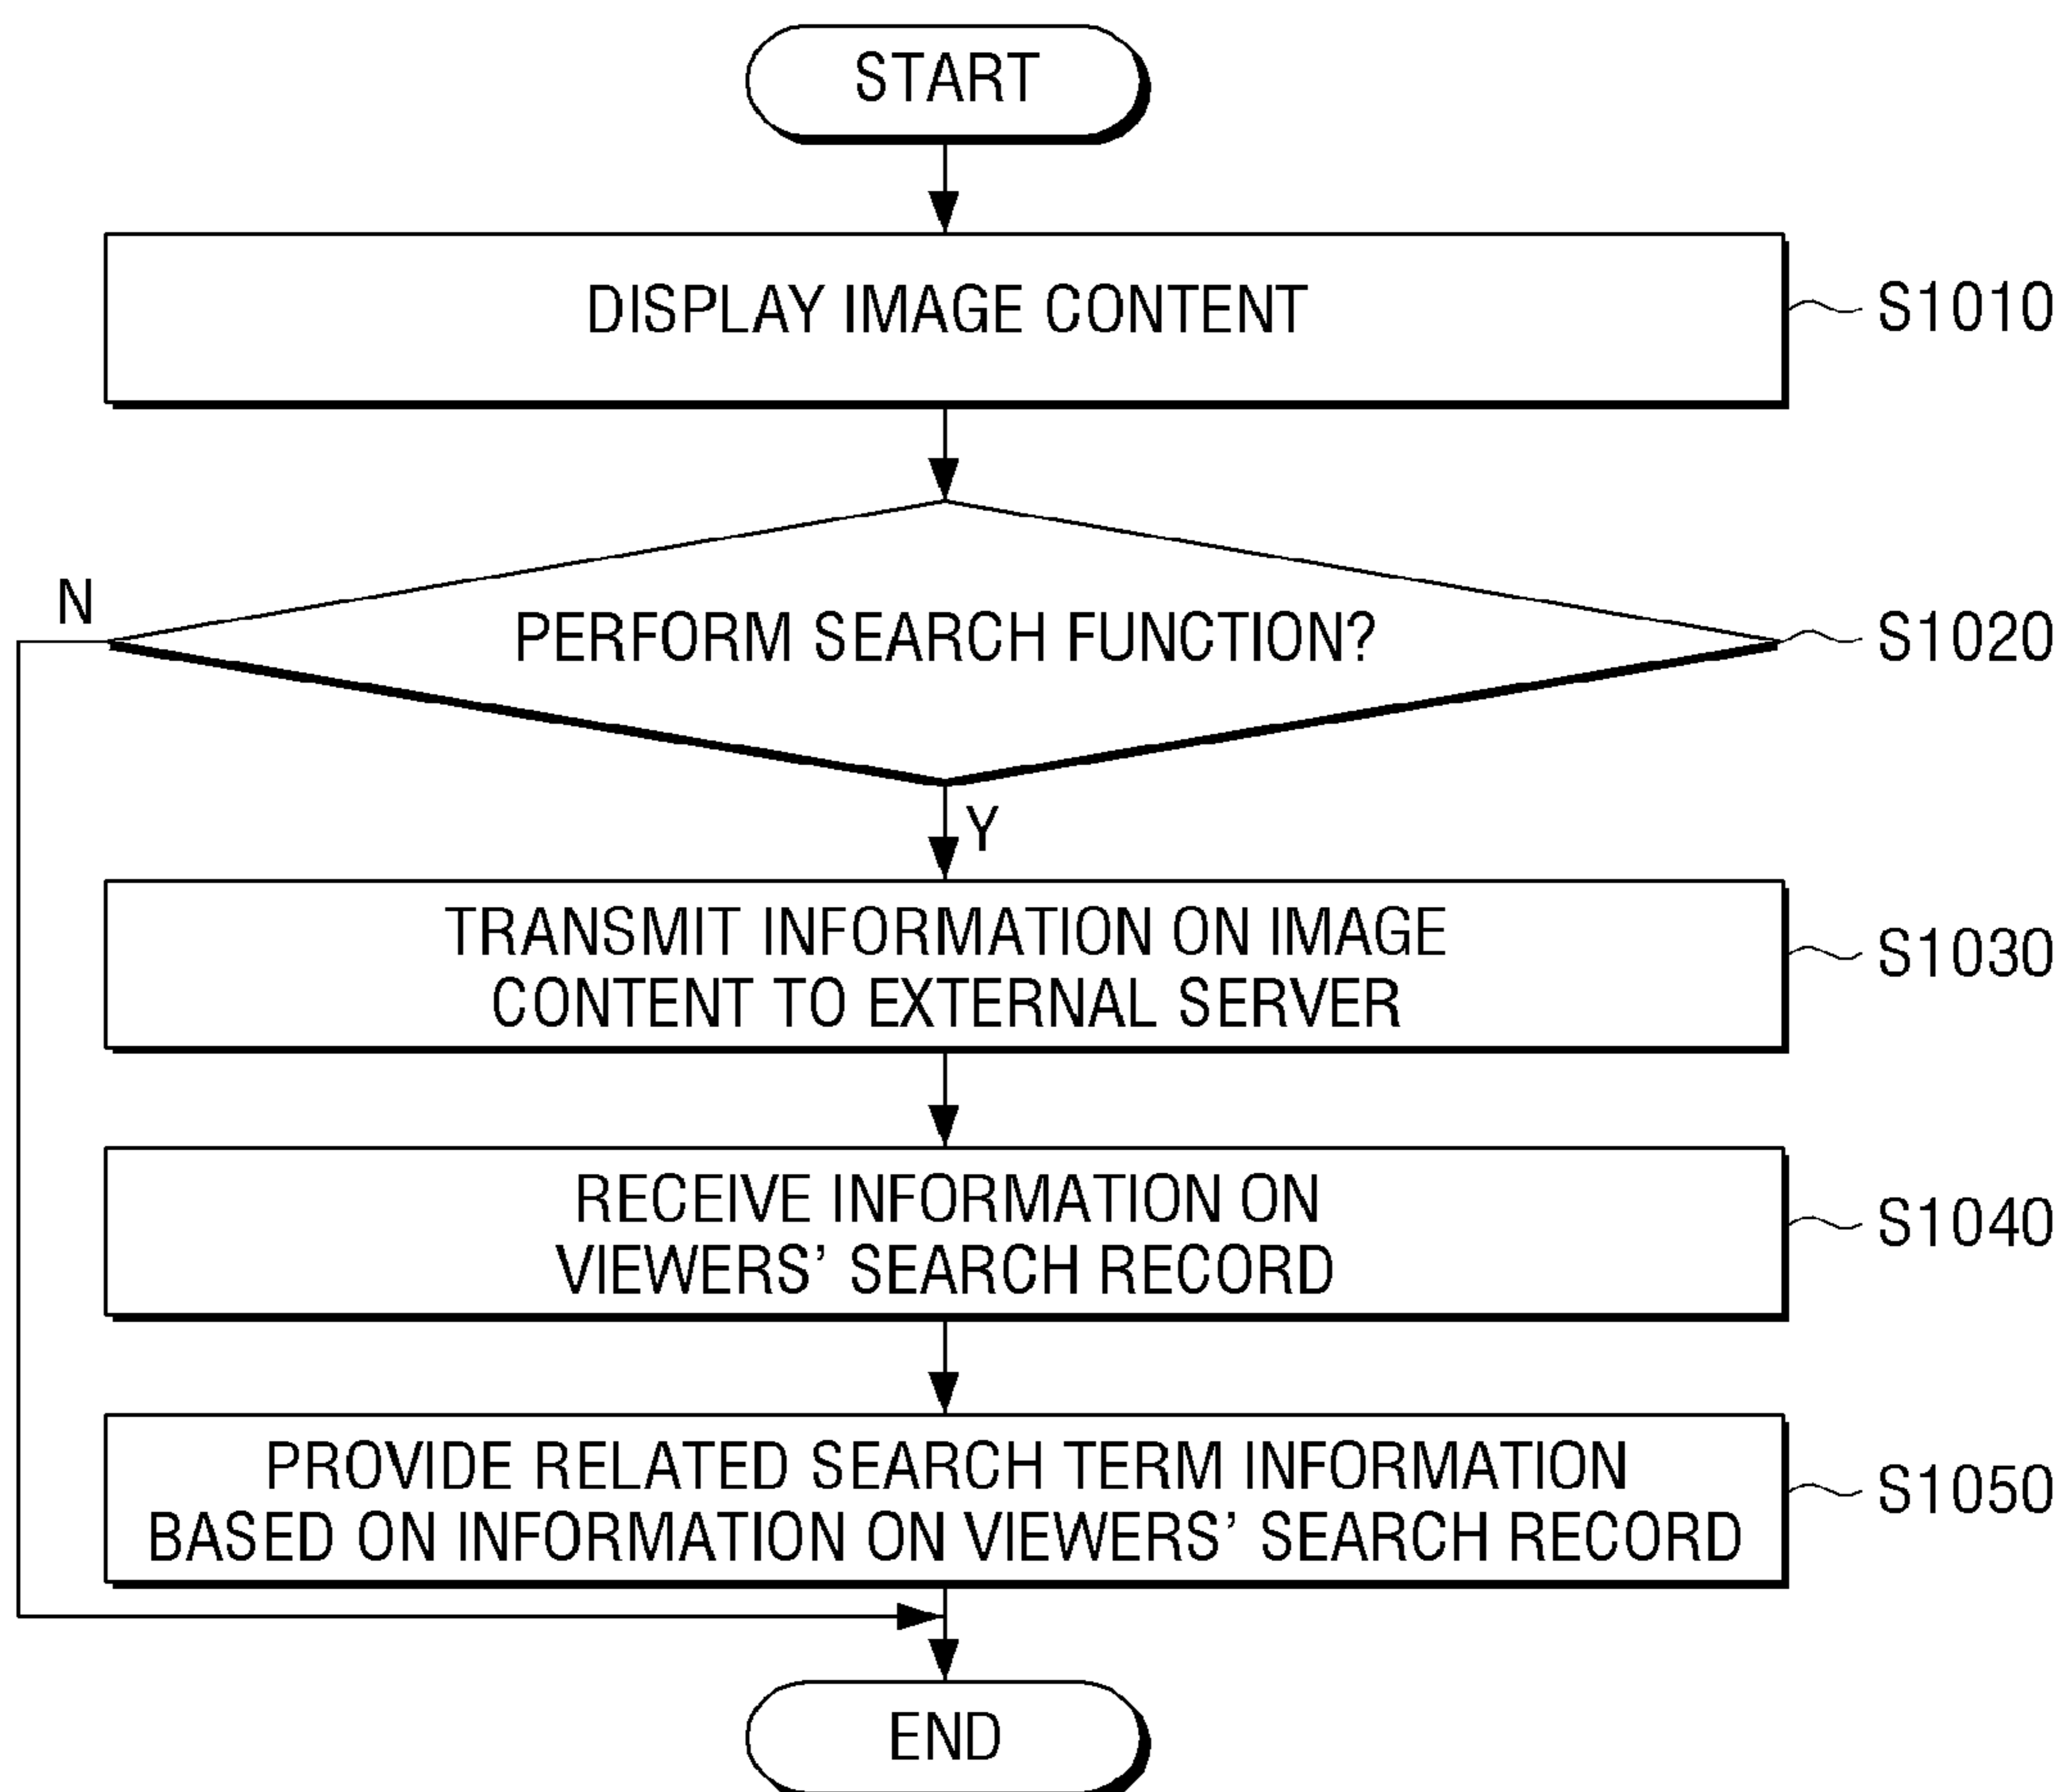 START
DISPLAY IMAGE CONTENT
S1010
N
PERFORM SEARCH FUNCTION?
S1020
Y
TRANSMIT INFORMATION ON IMAGE
CONTENT TO EXTERNAL SERVER
S1030
RECEIVE INFORMATION ON
VIEWERS’ SEARCH RECORD
S1040
PROVIDE RELATED SEARCH TERM INFORMATION
BASED ON INFORMATION ON VIEWERS’ SEARCH RECORD
S1050
END